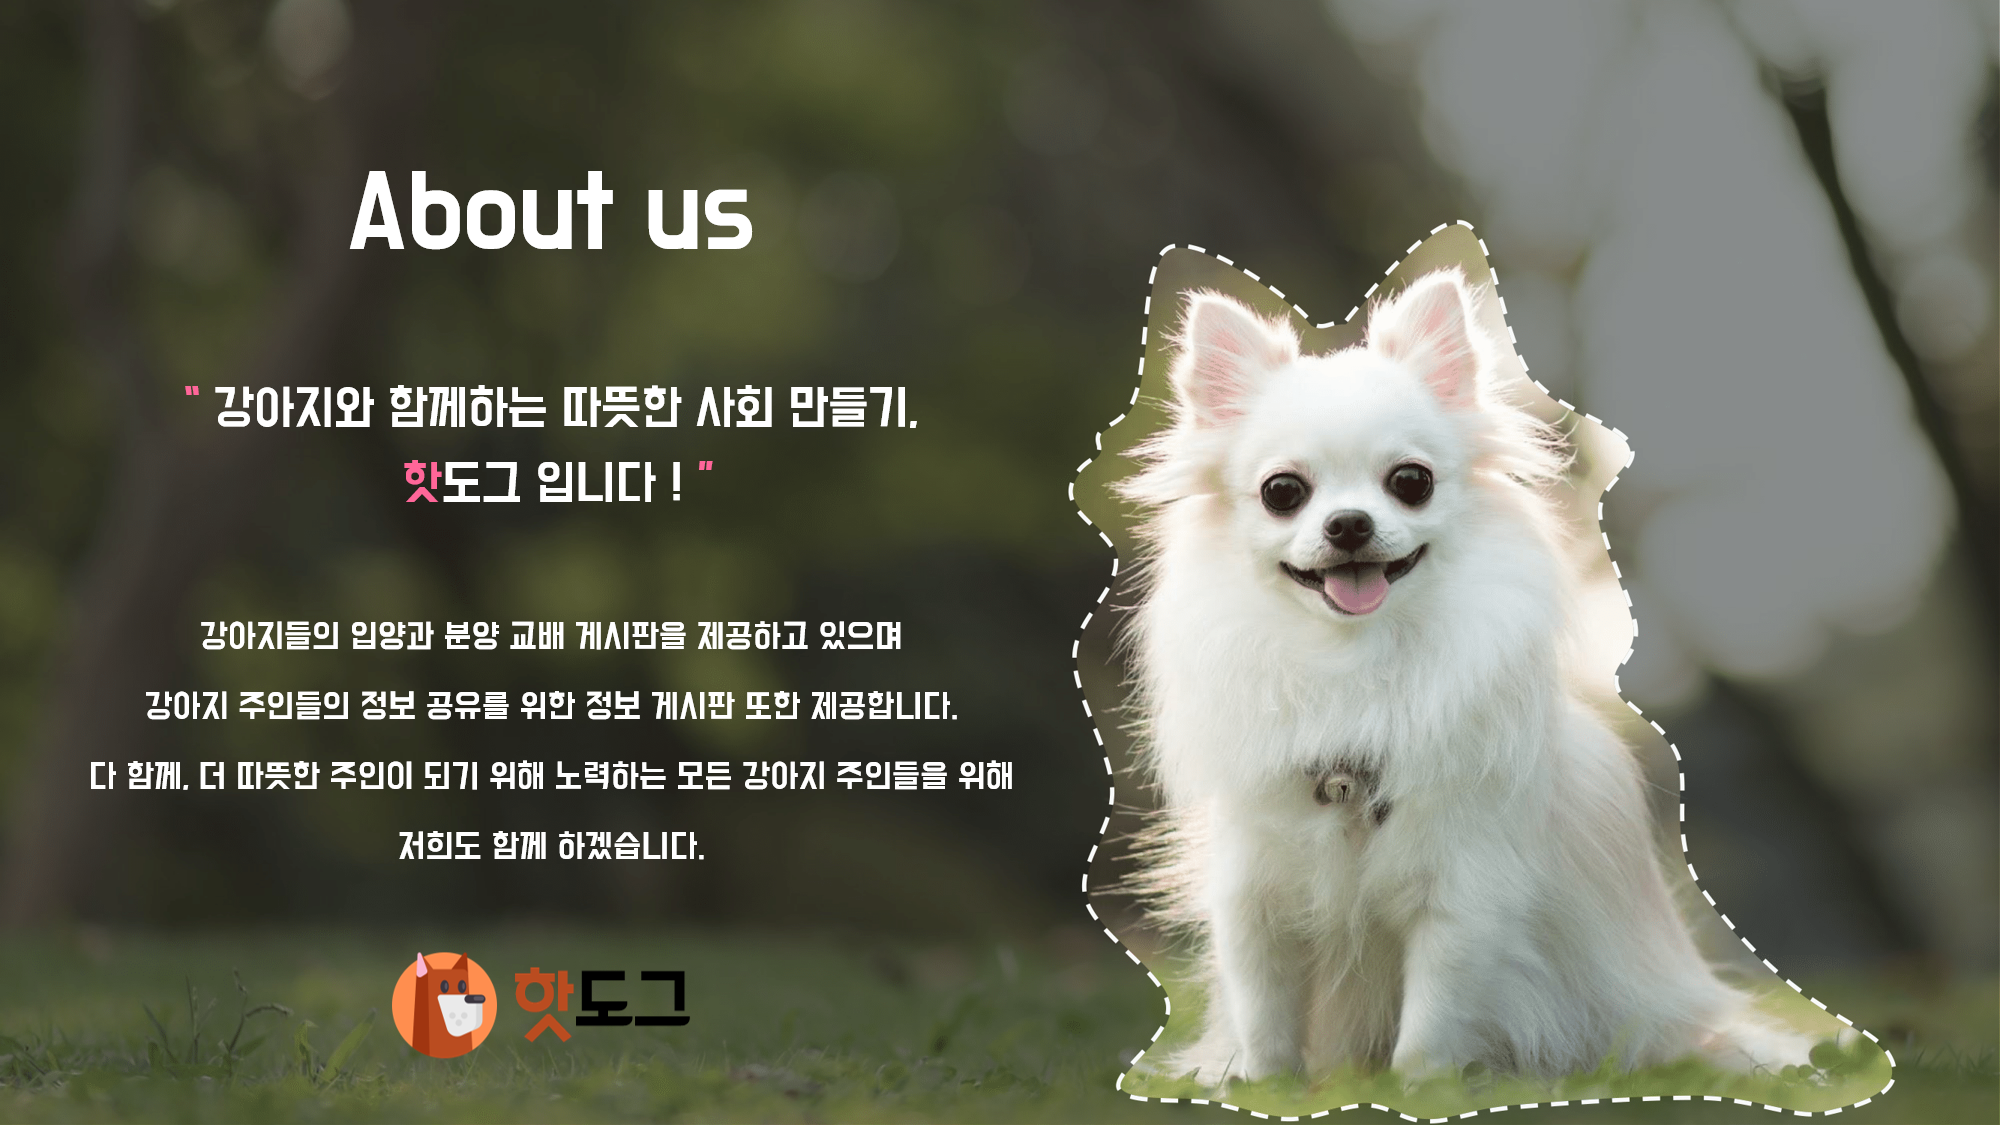 About us
" 강아지와 함께하는 따뜻한 사회 만들기,
핫도그 입니다 ! "
강아지들의 입양과 분양 교배 게시판을 제공하고 있으며
강아지 주인들의 정보 공유를 위한 정보 게시판 또한 제공합니다.
다 함께, 더 따뜻한 주인이 되기 위해 노력하는 모든 강아지 주인들을 위해
저희도 함께 하겠습니다.
핫도그